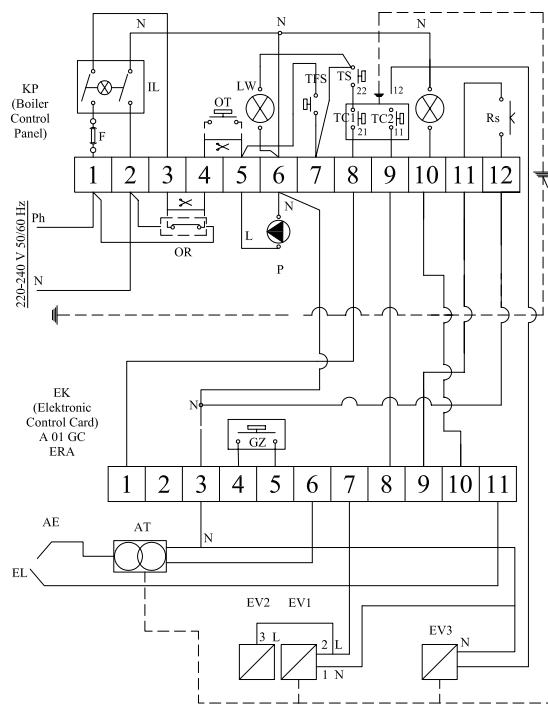 N
N
N
KP
(Boiler
Control
Panel)
IL
LW
TFS
TS
OT
22
12
TC1
TC2
21
11
Rs
F
1 2 3 4 5 6 7 8 9 10 11 12
220-240 V 50/60 Hz
Ph
N
OR
L
N
P
EK
(Elektronic
Control Card)
A 01 GC
ERA
N
GZ
1 2 3 4 5 6 7 8 9 10 11
AE
AT
N
EL
EV2
EV1
3 L
2 L
1 N
EV3
N